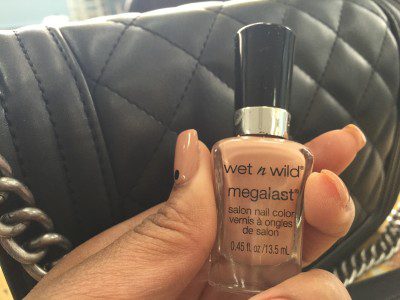 wet n wild®
megalast®
salon nail color
vernis à ongles
de salon
0.45 fl. oz/13.5 mL